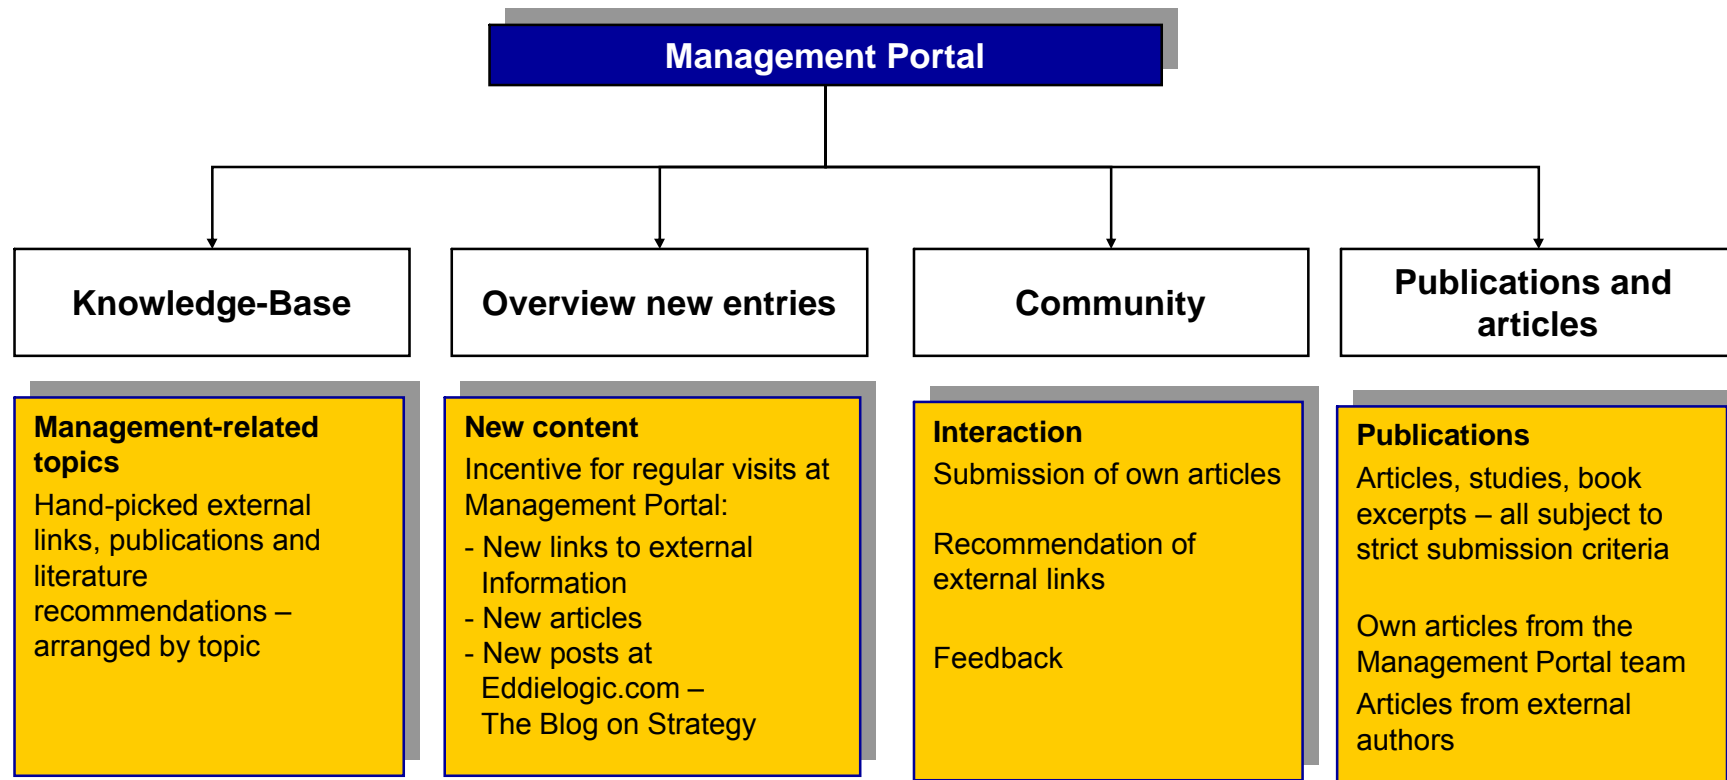 Management Portal
Knowledge-Base
Overview new entries
Community
Publications and
articles
Management-related
topics
Hand-picked external
links, publications and
literature
recommendations –
arranged by topic
New content
Incentive for regular visits at
Management Portal:
- New links to external
Information
- New articles
- New posts at
Eddielogic.com –
The Blog on Strategy
Interaction
Submission of own articles
Recommendation of
external links
Feedback
Publications
Articles, studies, book
excerpts – all subject to
strict submission criteria
Own articles from the
Management Portal team
Articles from external
authors